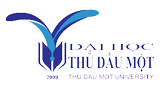 ĐẠI HỌC
THỦ DẦU MỘT
2009
THU DAU MOT UNIVERSITY